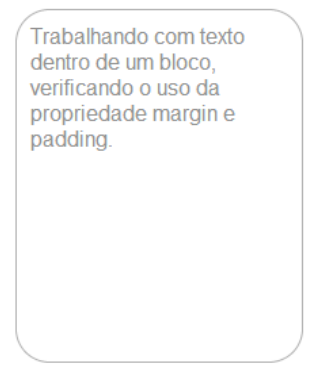 Trabalhando com texto
dentro de um bloco,
verificando o uso da
propriedade margin e
padding.